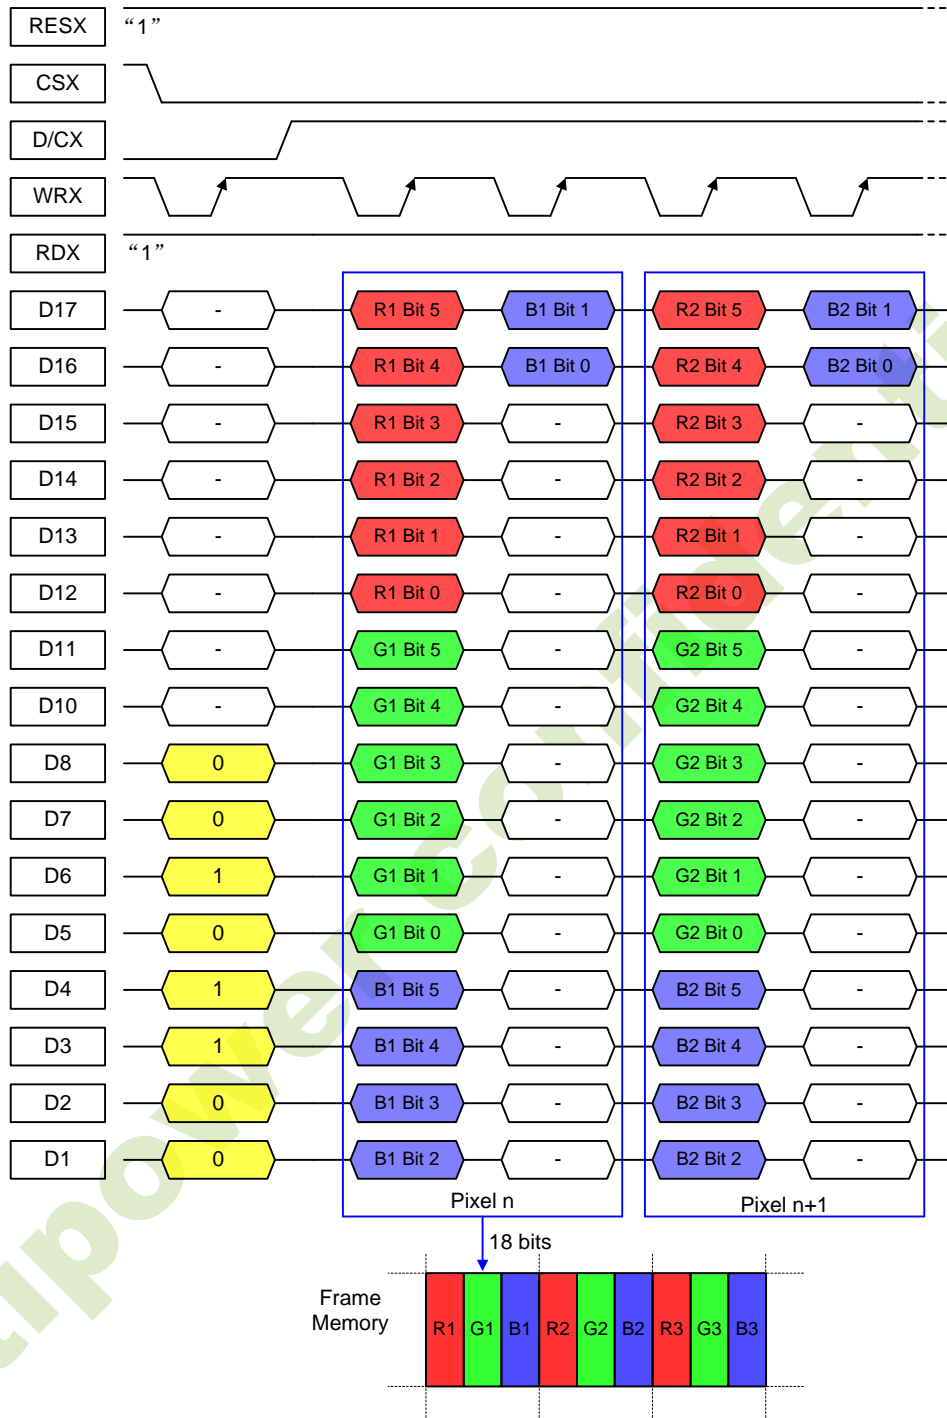 RESX “1”
CSX
D/CX
WRX
RDX “1”
D17 - R1 Bit 5 B1 Bit 1 R2 Bit 5 B2 Bit 1
D16 - R1 Bit 4 B1 Bit 0 R2 Bit 4 B2 Bit 0
D15 - R1 Bit 3 - R2 Bit 3 -
D14 - R1 Bit 2 - R2 Bit 2 -
D13 - R1 Bit 1 - R2 Bit 1 -
D12 - R1 Bit 0 - R2 Bit 0 -
D11 - G1 Bit 5 - G2 Bit 5 -
D10 - G1 Bit 4 - G2 Bit 4 -
D8 0 G1 Bit 3 - G2 Bit 3 -
D7 0 G1 Bit 2 - G2 Bit 2 -
D6 1 G1 Bit 1 - G2 Bit 1 -
D5 0 G1 Bit 0 - G2 Bit 0 -
D4 1 B1 Bit 5 - B2 Bit 5 -
D3 1 B1 Bit 4 - B2 Bit 4 -
D2 0 B1 Bit 3 - B2 Bit 3 -
D1 0 B1 Bit 2 - B2 Bit 2 -
Pixel n Pixel n+1
18 bits
Frame
Memory
R1 G1 B1 R2 G2 B2 R3 G3 B3
tipower confidenti